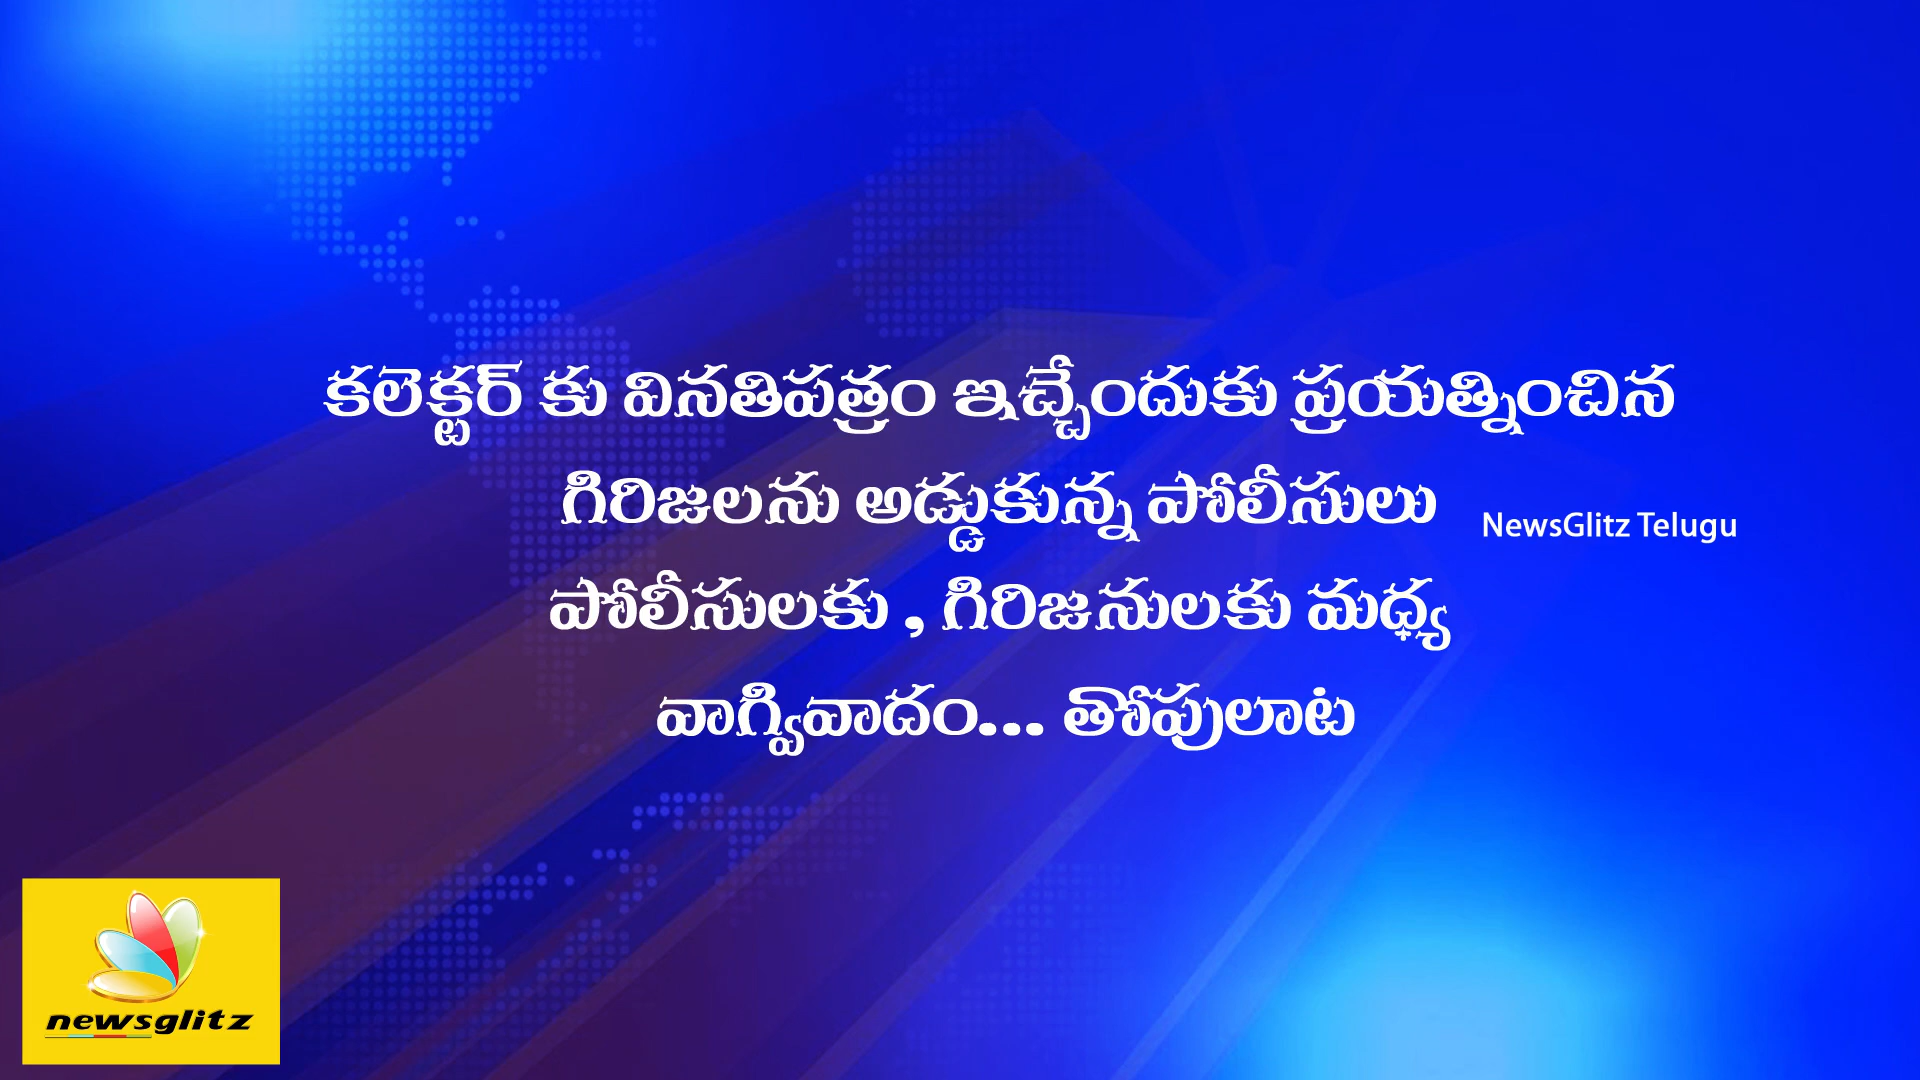 కలెక్టర్ కు వినతిపత్రం ఇచ్చేందుకు ప్రయత్నించిన
గిరిజలను అడ్డుకున్న పోలీసులు
NewsGlitz Telugu
పోలీసులకు , గిరిజనులకు మధ్య
వాగ్వివాదం... తోపులాట
newsglitz